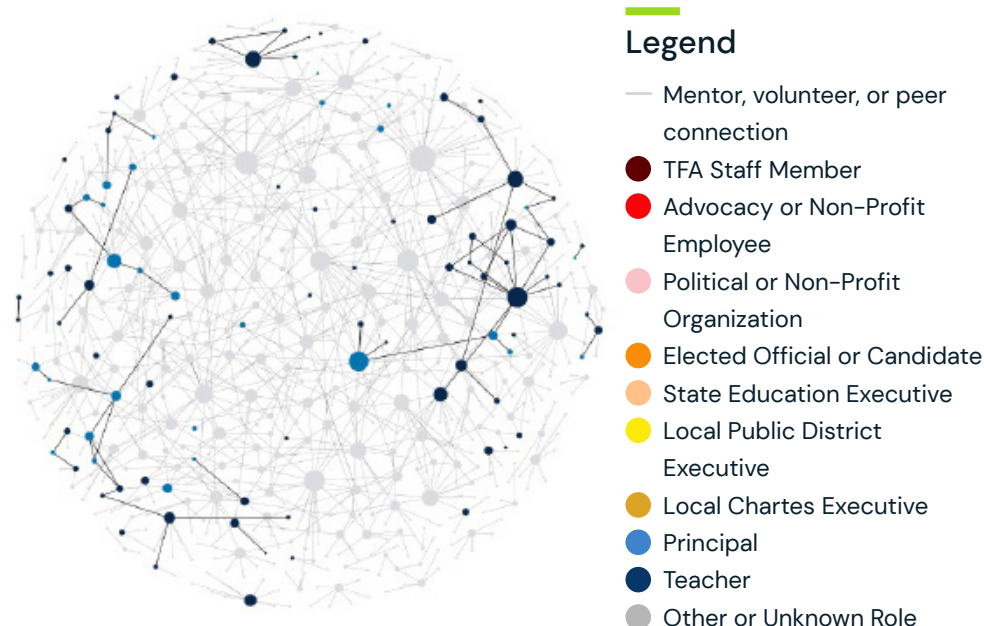 Legend
Mentor, volunteer, or peer
connection
TFA Staff Member
Advocacy or Non-Profit
Employee
Political or Non-Profit
Organization
Elected Official or Candidate
State Education Executive
Local Public District
Executive
Local Chartes Executive
Principal
Teacher
Other or Unknown Role